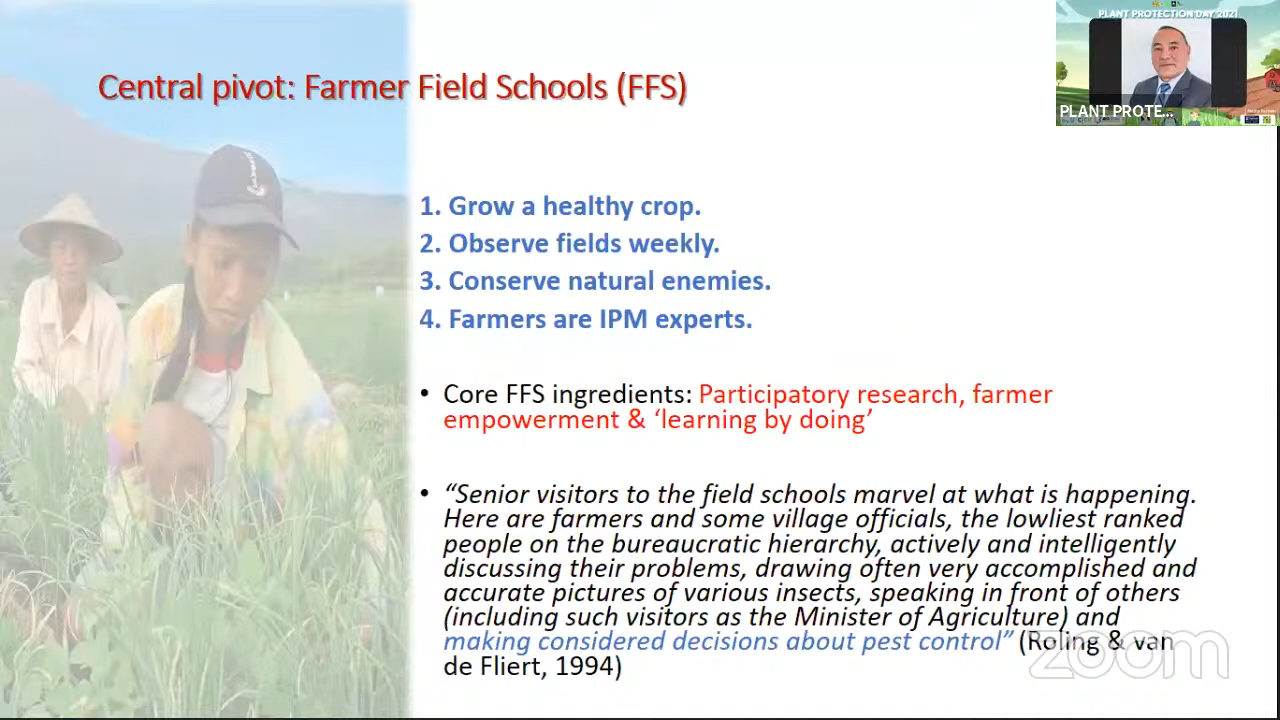 PLANT PROTECTION DAY 2021
PLANT PROTE...
Central pivot: Farmer Field Schools (FFS)
1. Grow a healthy crop.
2. Observe fields weekly.
3. Conserve natural enemies.
4. Farmers are IPM experts.
• Core FFS ingredients: Participatory research, farmer
empowerment & ‘learning by doing’
• “Senior visitors to the field schools marvel at what is happening.
Here are farmers and some village officials, the lowliest ranked
people on the bureaucratic hierarchy, actively and intelligently
discussing their problems, drawing often very accomplished and
accurate pictures of various insects, speaking in front of others
(including such visitors as the Minister of Agriculture) and
making considered decisions about pest control” (Roling & van
de Fliert, 1994)
zoom